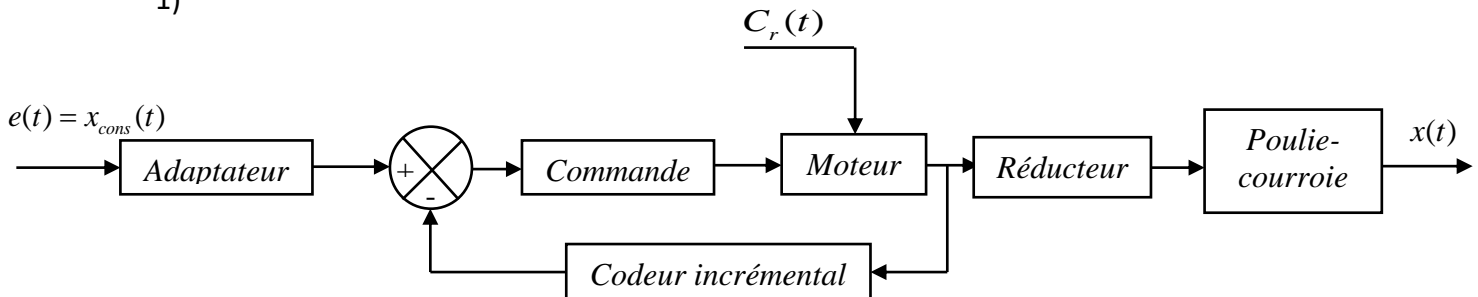 1)
C_r(t)
e(t) = x_cons(t)
Adaptateur
+
-
Commande
Moteur
Réducteur
Poulie-
courroie
x(t)
Codeur incrémental